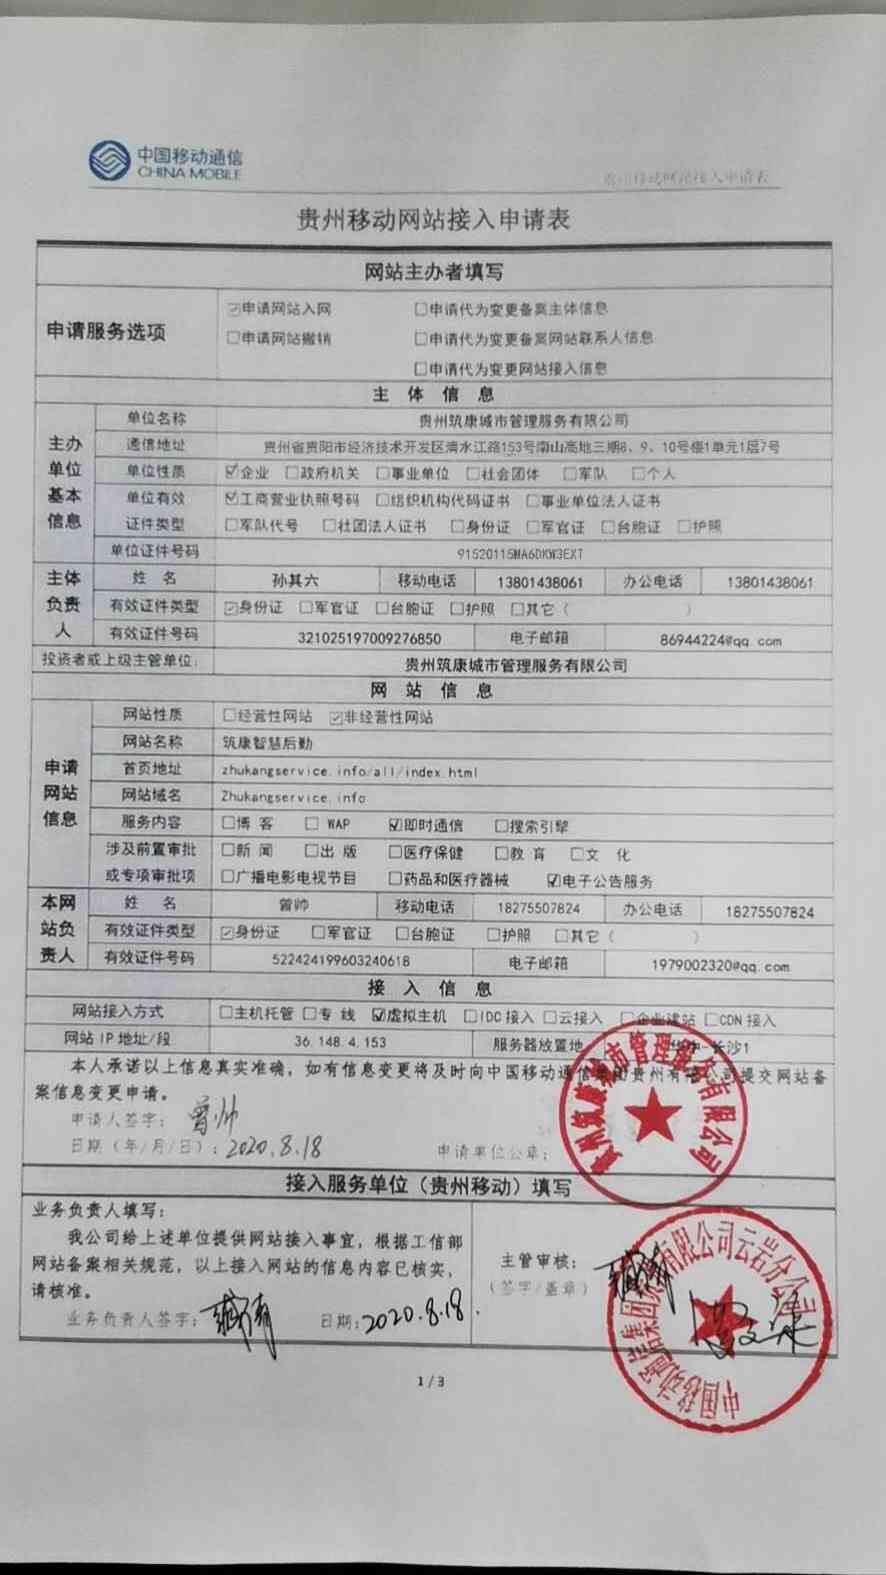 中国移动通信
CHINA MOBILE
贵州移动网站接入申请表
贵州移动网站接入申请表
网站主办者填写
申请服务选项
☑申请网站入网 □申请代为变更备案主体信息
□申请网站撤销 □申请代为变更备案网站联系人信息
□申请代为变更网站接入信息
主 体 信 息
主办单位基本信息
单位名称 贵州筑康城市管理服务有限公司
通信地址 贵州省贵阳市经济技术开发区清水江路153号南山高地三期8、9、10号楼1单元1层7号
单位性质 ☑企业 □政府机关 □事业单位 □社会团体 □军队 □个人
单位有效证件类型 ☑工商营业执照号码 □组织机构代码证书 □事业单位法人证书
□军队代号 □社团法人证书 □身份证 □军官证 □台胞证 □护照
单位证件号码 91520115MA6DKW3EXT
主体负责人
姓 名 孙其六 移动电话 13801438061 办公电话 13801438061
有效证件类型 ☑身份证 □军官证 □台胞证 □护照 □其它（ ）
有效证件号码 321025197009276850 电子邮箱 86944224@qq.com
投资者或上级主管单位: 贵州筑康城市管理服务有限公司
网 站 信 息
申请网站信息
网站性质 □经营性网站 ☑非经营性网站
网站名称 筑康智慧后勤
首页地址 zhukangservice.info/all/index.html
网站域名 Zhukangservice.info
服务内容 □博 客 □ WAP ☑即时通信 □搜索引擎
涉及前置审批或专项审批项 □新 闻 □出 版 □医疗保健 □教 育 □文 化
□广播电影电视节目 □药品和医疗器械 ☑电子公告服务
本网站负责人
姓 名 曾帅 移动电话 18275507824 办公电话 18275507824
有效证件类型 ☑身份证 □军官证 □台胞证 □护照 □其它（ ）
有效证件号码 522424199603240618 电子邮箱 1979002320@qq.com
接 入 信 息
网站接入方式 □主机托管 □专 线 ☑虚拟主机 □IDC 接入 □云接入 □企业建站 □CDN 接入
网站 IP 地址/段 36.148.4.153 服务器放置地 华中-长沙1
本人承诺以上信息真实准确，如有信息变更将及时向中国移动通信集团贵州有限公司提交网站备
案信息变更申请。
申请人签字: 曾帅
日期（年/月/日）: 2020.8.18 申请单位公章:
贵州筑康城市管理服务有限公司
接入服务单位（贵州移动）填写
业务负责人填写:
我公司给上述单位提供网站接入事宜，根据工信部
网站备案相关规范，以上接入网站的信息内容已核实，
请核准。
业务负责人签字: 日期: 2020.8.18.
主管审核:
（签字/盖章）
中国移动通信集团贵州有限公司云岩分公司
1 / 3